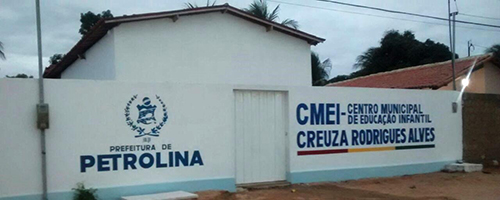 PREFEITURA DE
PETROLINA
CMEI- CENTRO MUNICIPAL
DE EDUCAÇÃO INFANTIL
CREUZA RODRIGUES ALVES